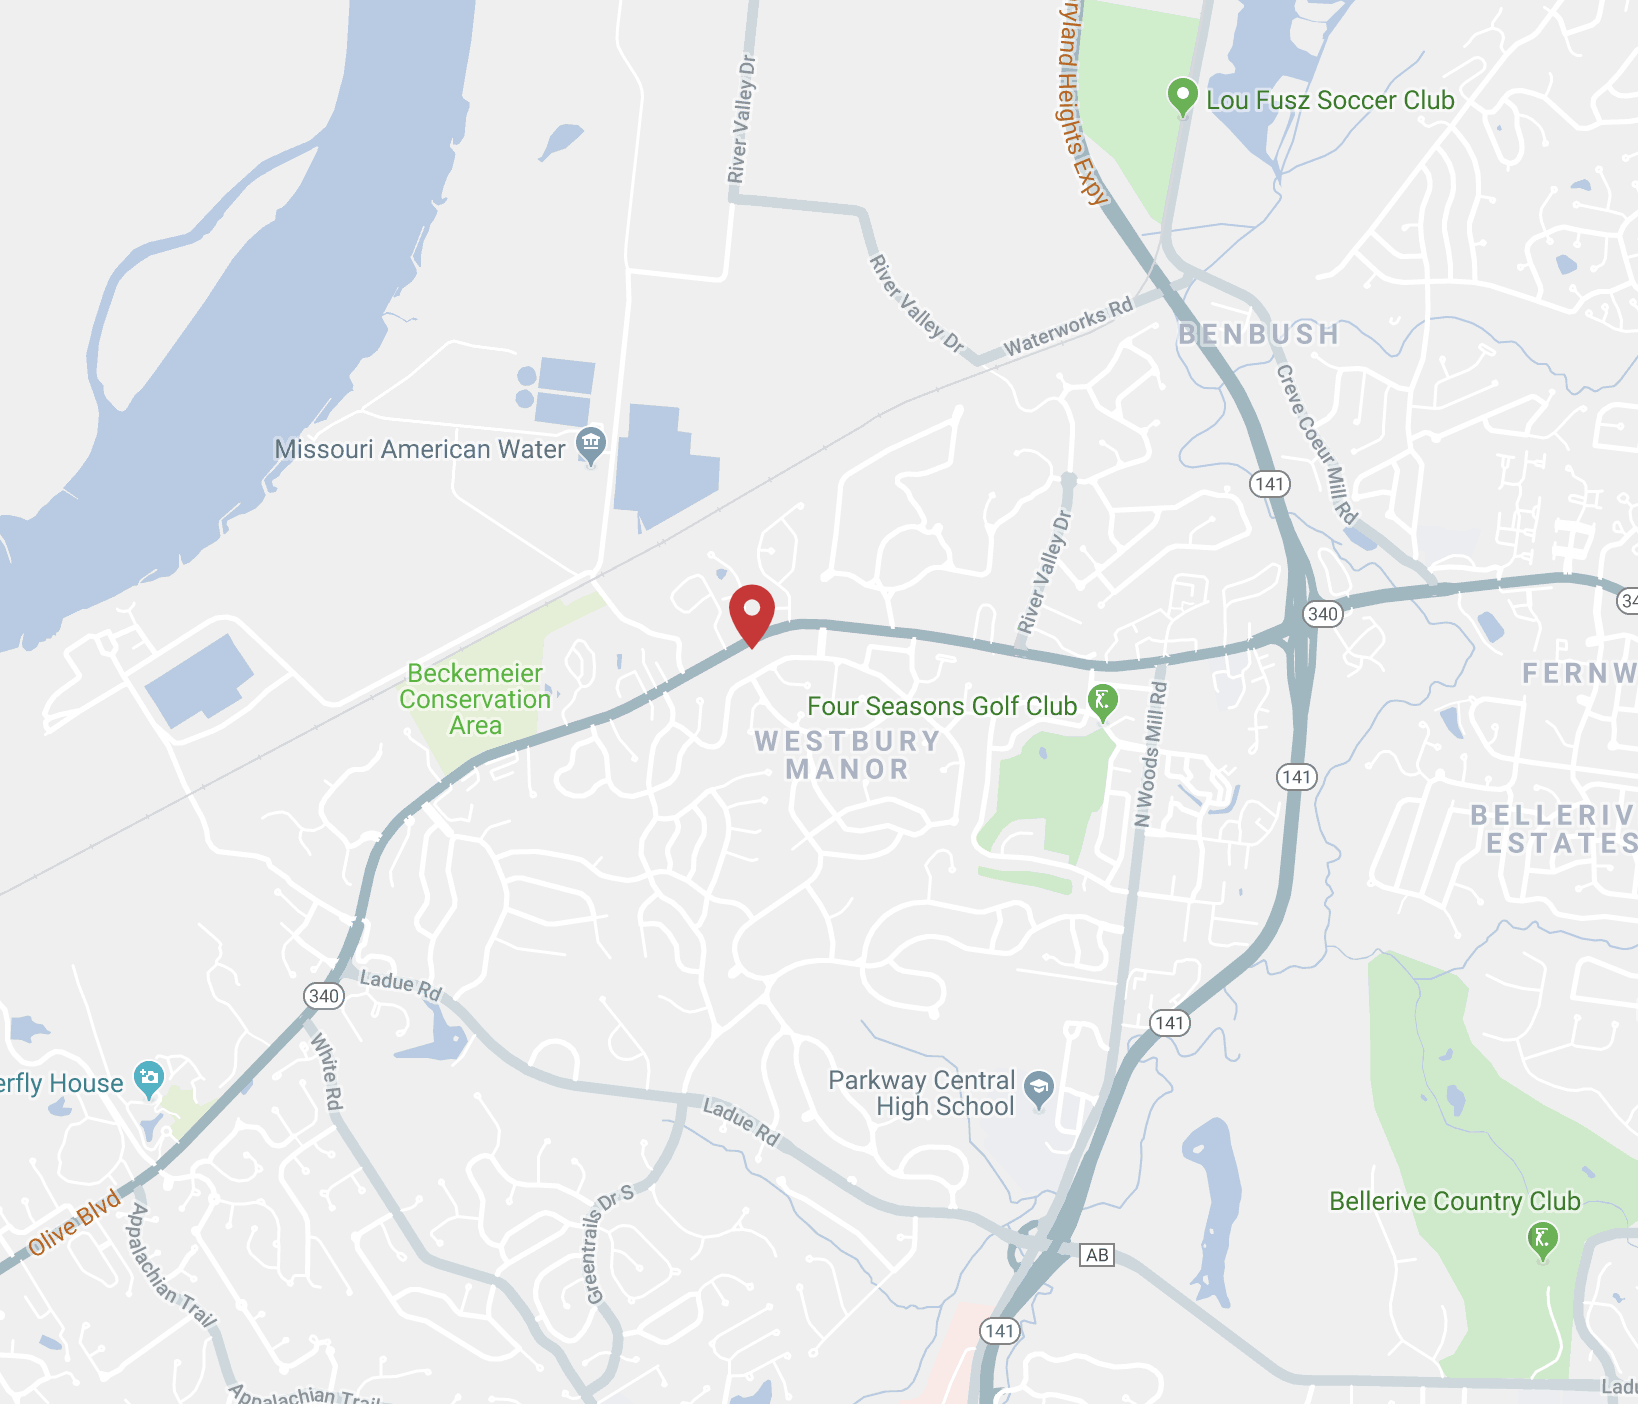 River Valley Dr
ryland Heights Expy
Lou Fusz Soccer Club
River Valley Dr
Waterworks Rd
BENBUSH
Creve Coeur Mill Rd
Missouri American Water
141
River Valley Dr
340
34
Beckemeier
Conservation
Area
Four Seasons Golf Club
N Woods Mill Rd
FERNW
WESTBURY
MANOR
141
BELLERIV
ESTATES
Ladue Rd
340
141
White Rd
erfly House
Parkway Central
High School
Ladue Rd
Olive Blvd
Appalachian Trail
Greentrails Dr S
Bellerive Country Club
AB
141
Appalachian Trail
Ladu